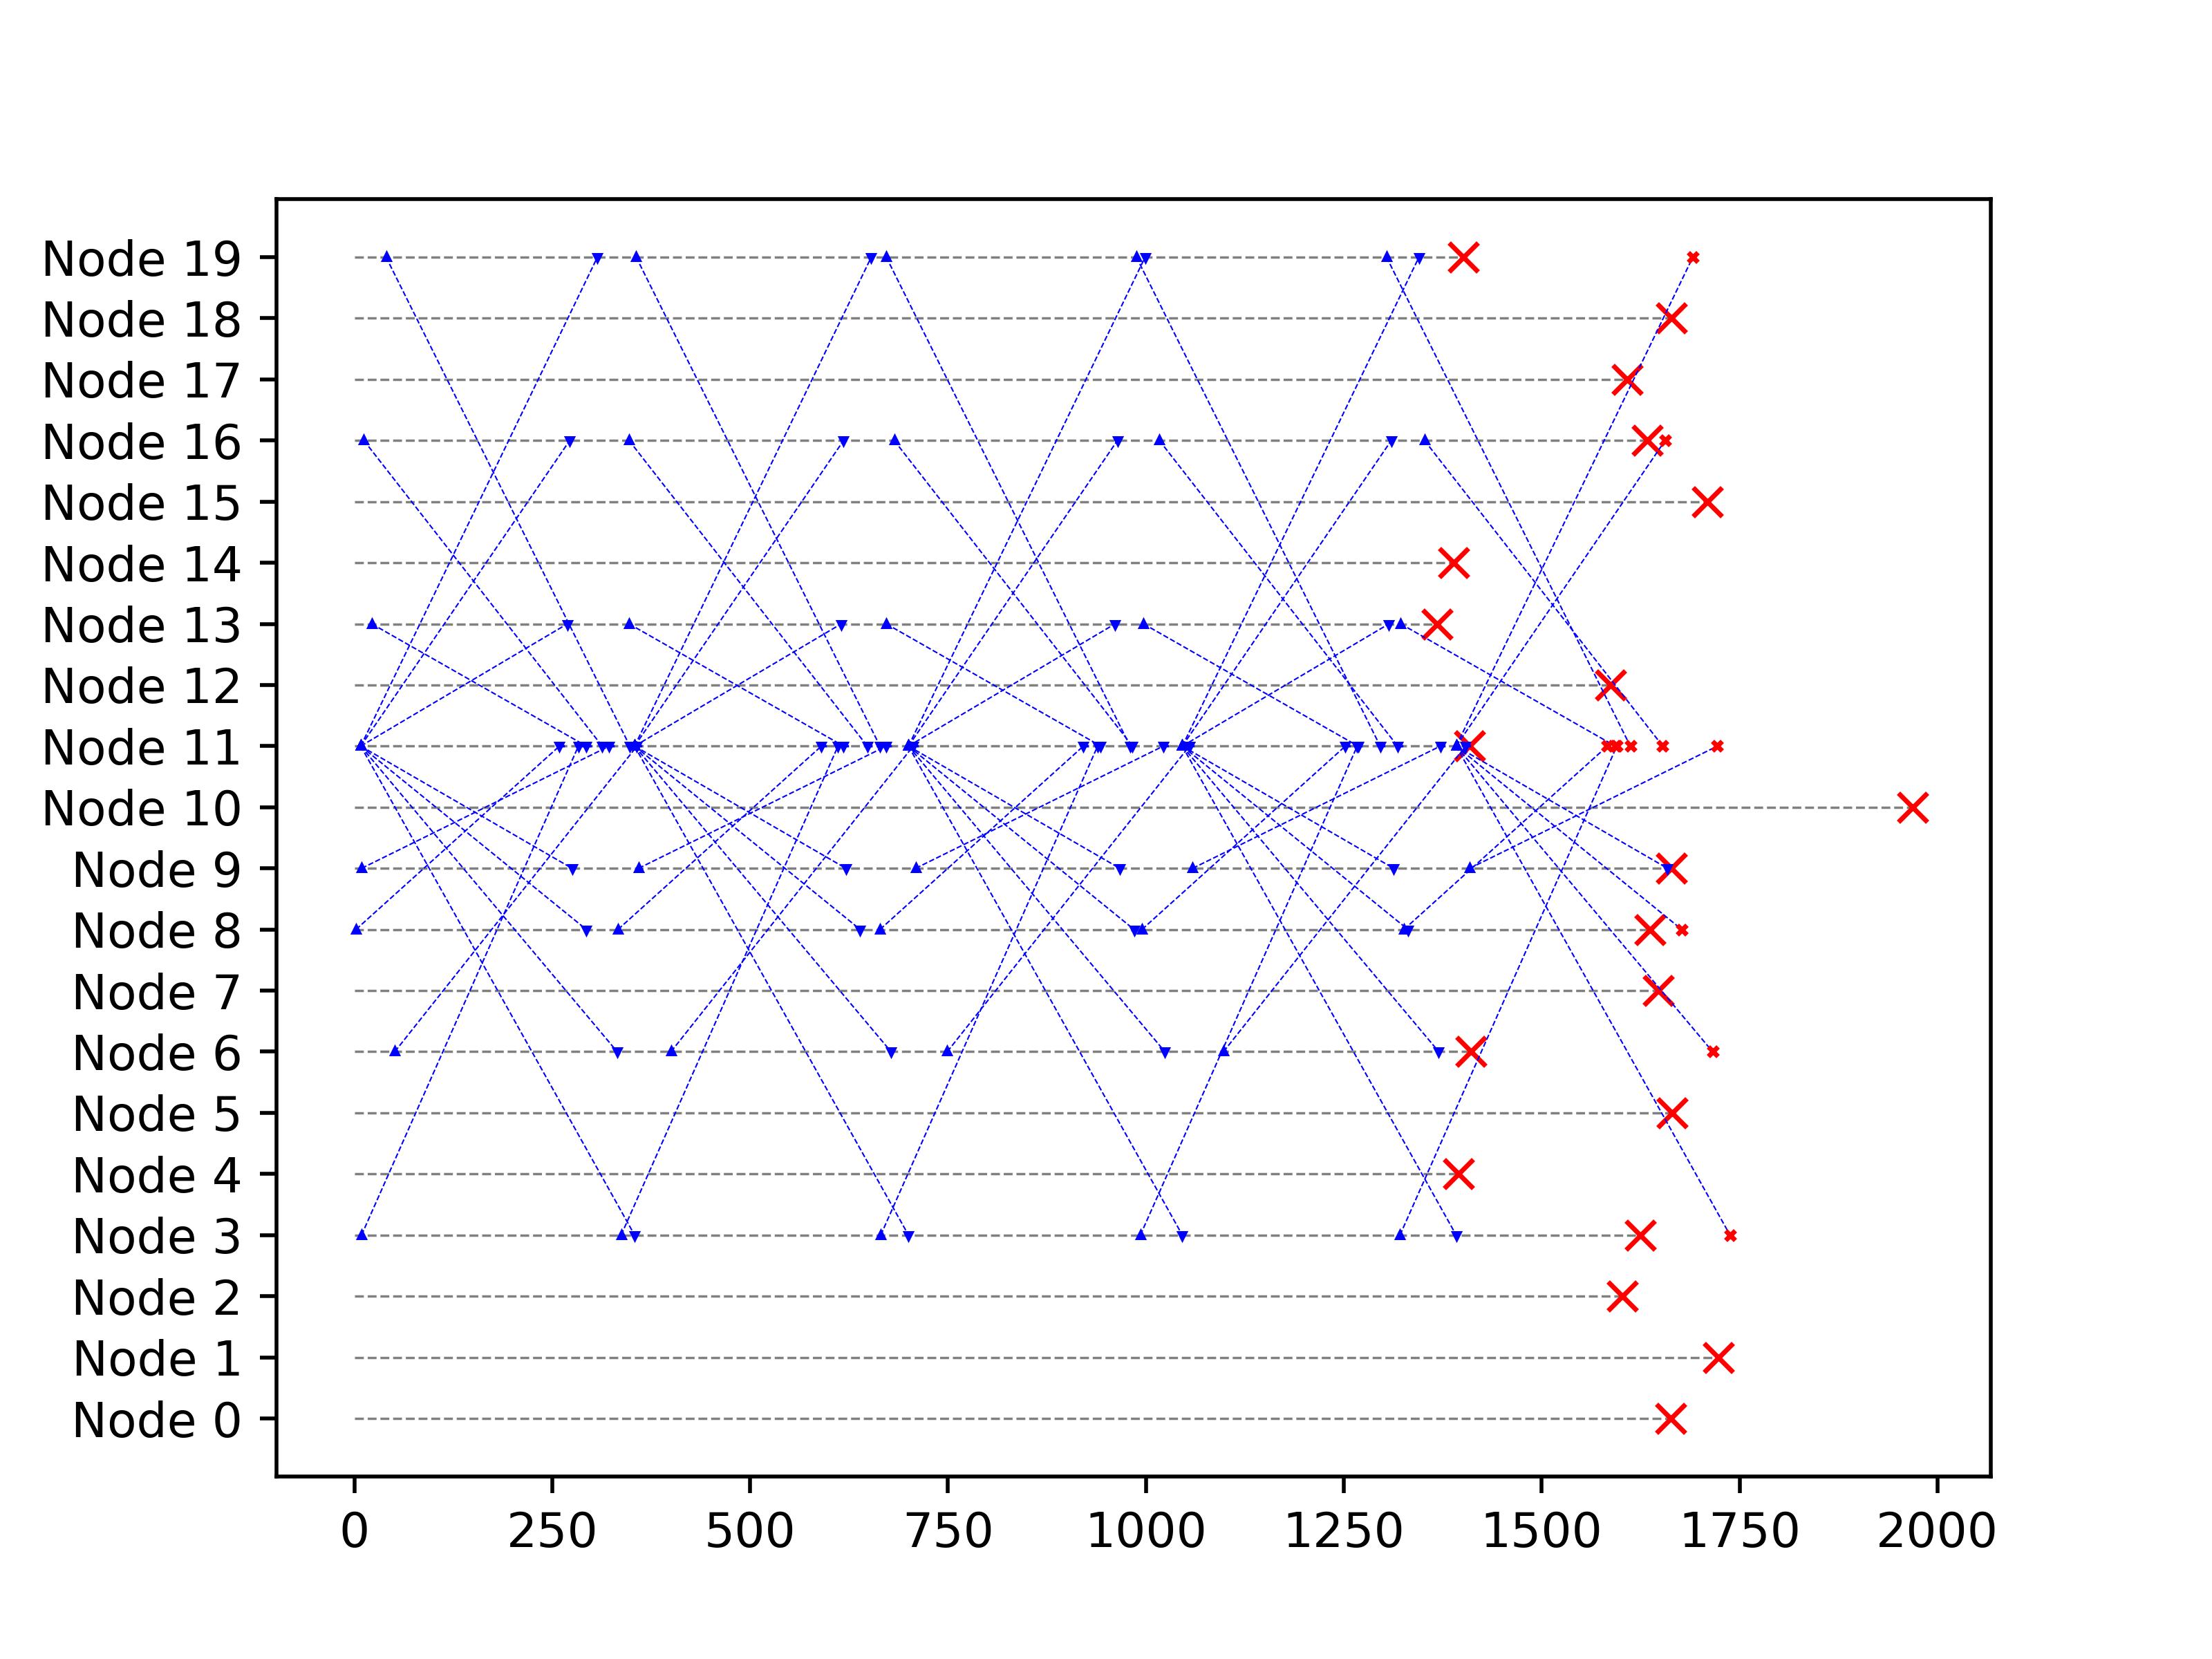 Node 19
Node 18
Node 17
Node 16
Node 15
Node 14
Node 13
Node 12
Node 11
Node 10
Node 9
Node 8
Node 7
Node 6
Node 5
Node 4
Node 3
Node 2
Node 1
Node 0
0 250 500 750 1000 1250 1500 1750 2000